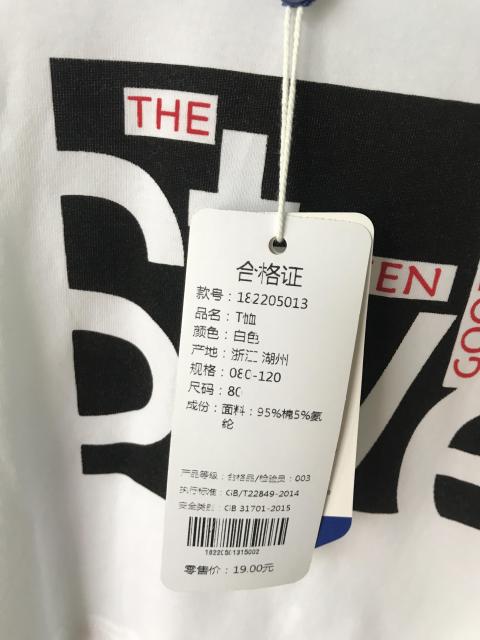 THE
TEN
GOO
合格证
款号：182205013
品名：T恤
颜色：白色
产地：浙江 湖州
规格：080-120
尺码：80
成份：面料：95%棉5%氨
纶
产品等级：合格品/检验员：003
执行标准：GB/T22849-2014
安全类别：GB 31701-2015
18220501315002
零售价：19.00元